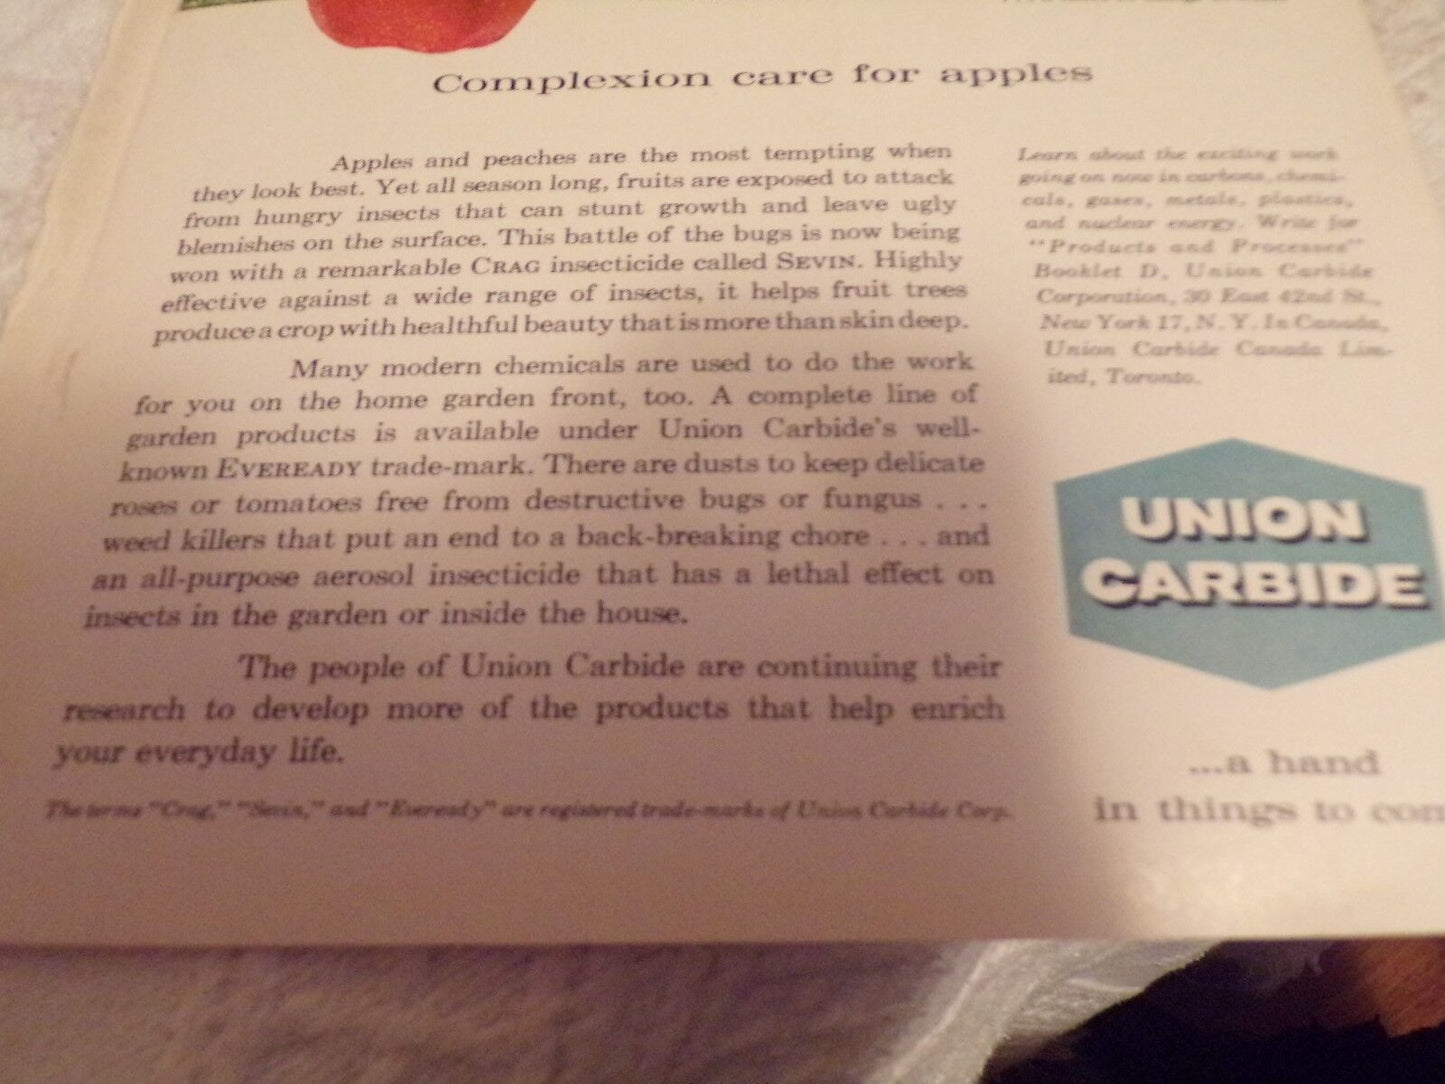 Complexion care for apples
Apples and peaches are the most tempting when
they look best. Yet all season long, fruits are exposed to attack
from hungry insects that can stunt growth and leave ugly
blemishes on the surface. This battle of the bugs is now being
won with a remarkable CRAG insecticide called SEVIN. Highly
effective against a wide range of insects, it helps fruit trees
produce a crop with healthful beauty that is more than skin deep.
Many modern chemicals are used to do the work
for you on the home garden front, too. A complete line of
garden products is available under Union Carbide's well-
known EVEREADY trade-mark. There are dusts to keep delicate
roses or tomatoes free from destructive bugs or fungus . . .
weed killers that put an end to a back-breaking chore . . . and
an all-purpose aerosol insecticide that has a lethal effect on
insects in the garden or inside the house.
The people of Union Carbide are continuing their
research to develop more of the products that help enrich
your everyday life.
The terms "Crag," "Sevin," and "Eveready" are registered trade-marks of Union Carbide Corp.
Learn about the exciting work
going on now in carbons, chemi-
cals, gases, metals, plastics,
and nuclear energy. Write for
"Products and Processes"
Booklet D, Union Carbide
Corporation, 30 East 42nd St.,
New York 17, N. Y. In Canada,
Union Carbide Canada Lim-
ited, Toronto.
UNION
CARBIDE
...a hand
in things to com